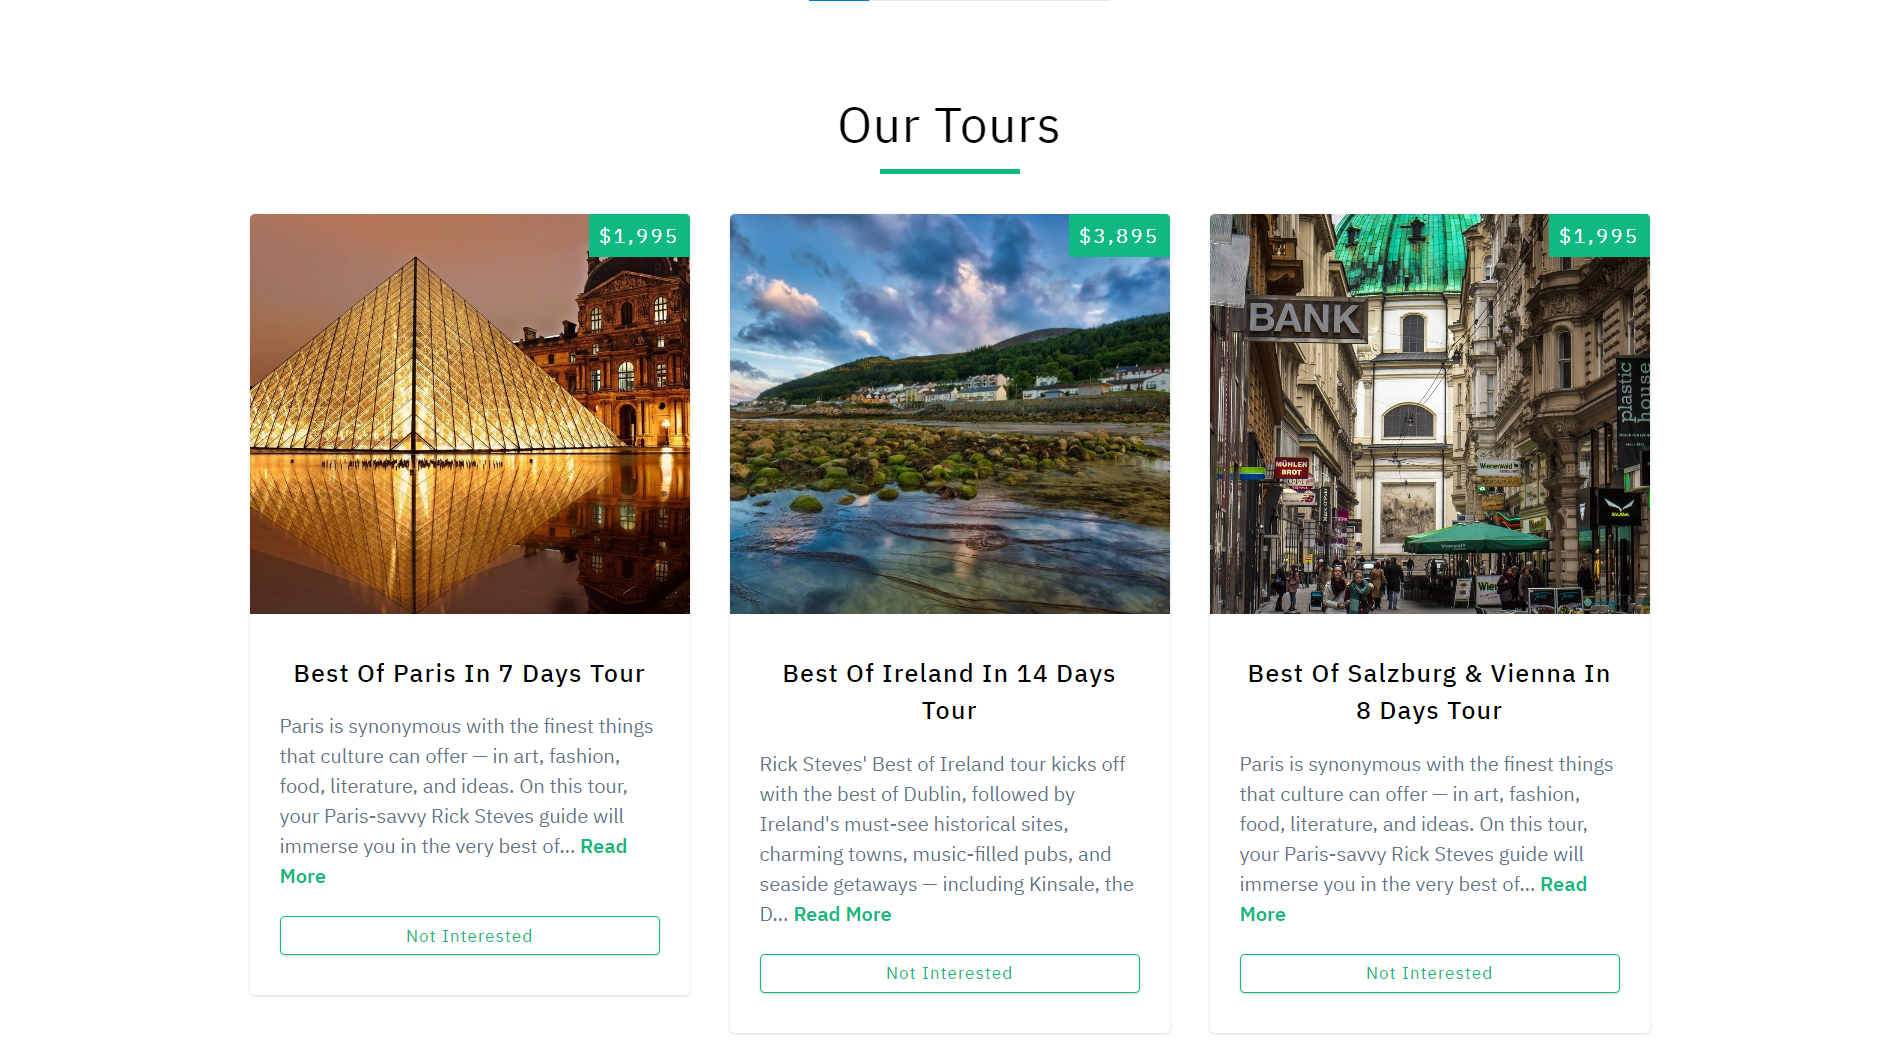 Our Tours
$1,995
$3,895
$1,995
BANK
plastic
house
MÜHLEN
BROT
Wienerwald
Wienerwald
Wien
SALEWA
Best Of Paris In 7 Days Tour
Paris is synonymous with the finest things
that culture can offer — in art, fashion,
food, literature, and ideas. On this tour,
your Paris-savvy Rick Steves guide will
immerse you in the very best of... Read
More
Not Interested
Best Of Ireland In 14 Days
Tour
Rick Steves' Best of Ireland tour kicks off
with the best of Dublin, followed by
Ireland's must-see historical sites,
charming towns, music-filled pubs, and
seaside getaways — including Kinsale, the
D... Read More
Not Interested
Best Of Salzburg & Vienna In
8 Days Tour
Paris is synonymous with the finest things
that culture can offer — in art, fashion,
food, literature, and ideas. On this tour,
your Paris-savvy Rick Steves guide will
immerse you in the very best of... Read
More
Not Interested